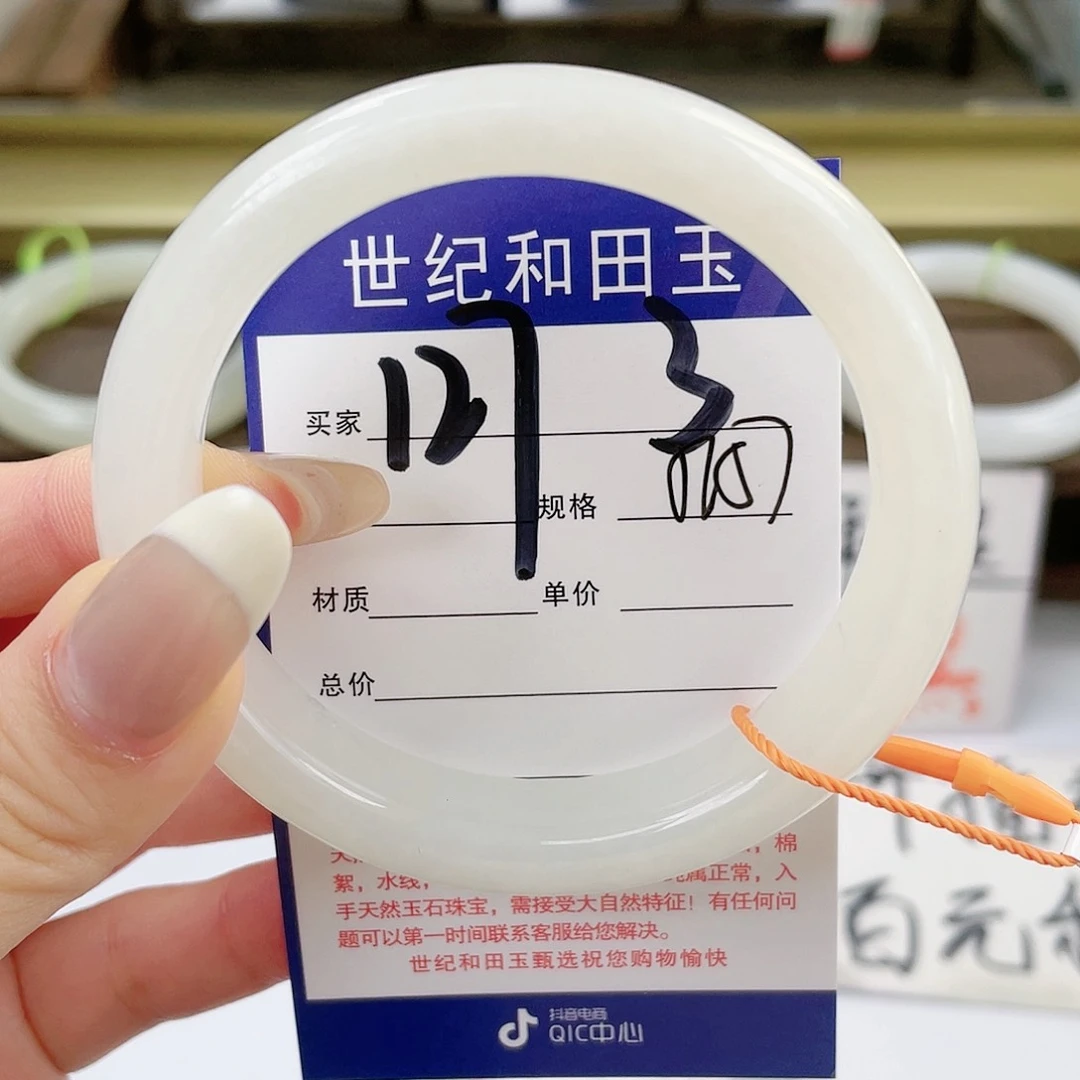 世纪和田玉
买家
规格
材质 单价
总价
棉
絮，水线， 属正常，入
手天然玉石珠宝，需接受大自然特征！有任何问
题可以第一时间联系客服给您解决。
世纪和田玉甄选祝您购物愉快
抖音电商
QIC中心
百元